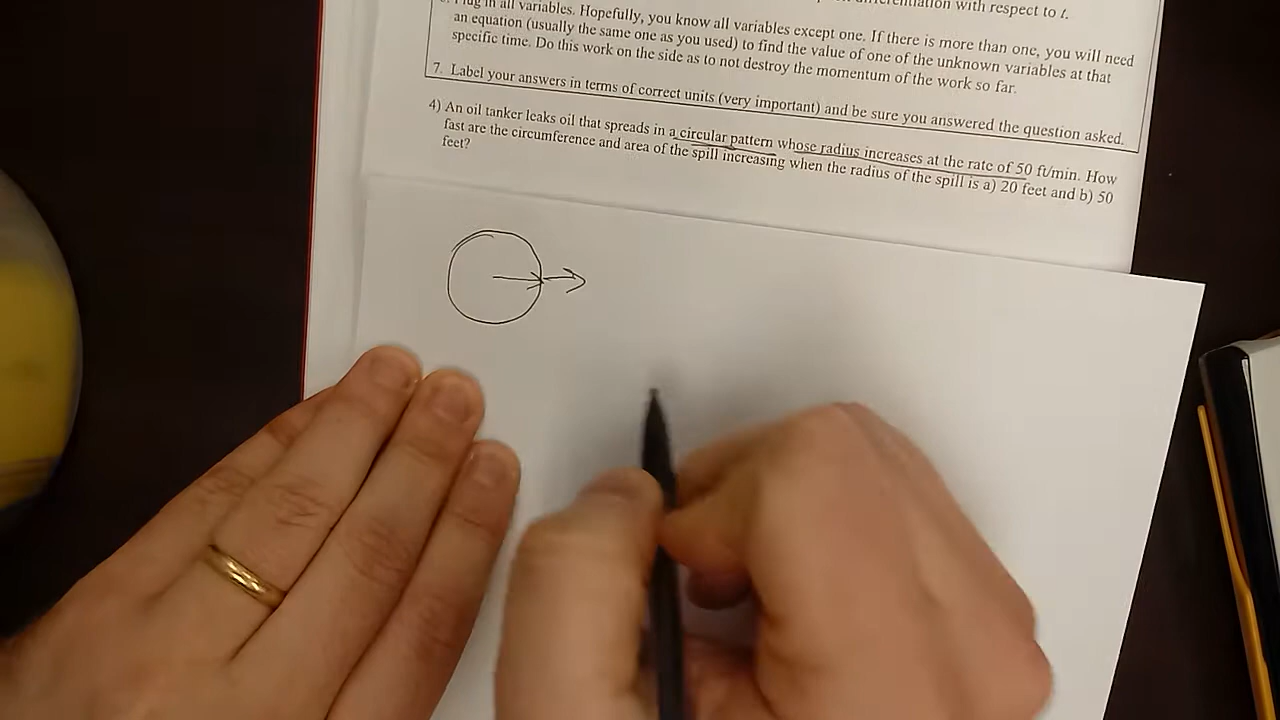 differentiation with respect to t.
Plug in all variables. Hopefully, you know all variables except one. If there is more than one, you will need
an equation (usually the same one as you used) to find the value of one of the unknown variables at that
specific time. Do this work on the side as to not destroy the momentum of the work so far.
7. Label your answers in terms of correct units (very important) and be sure you answered the question asked.
4) An oil tanker leaks oil that spreads in a circular pattern whose radius increases at the rate of 50 ft/min. How
fast are the circumference and area of the spill increasing when the radius of the spill is a) 20 feet and b) 50
feet?